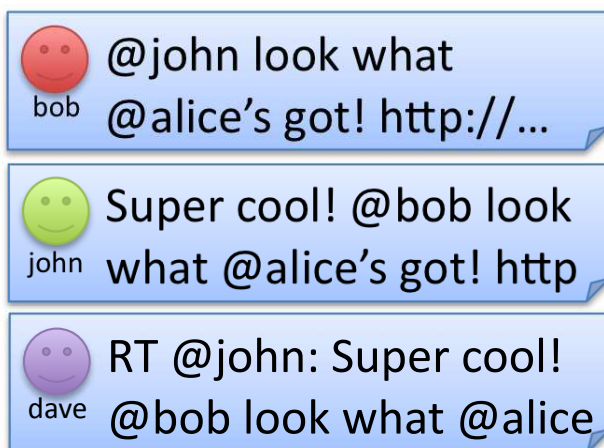 @john look what
bob @alice’s got! http://...
Super cool! @bob look
john what @alice’s got! http
RT @john: Super cool!
dave @bob look what @alice